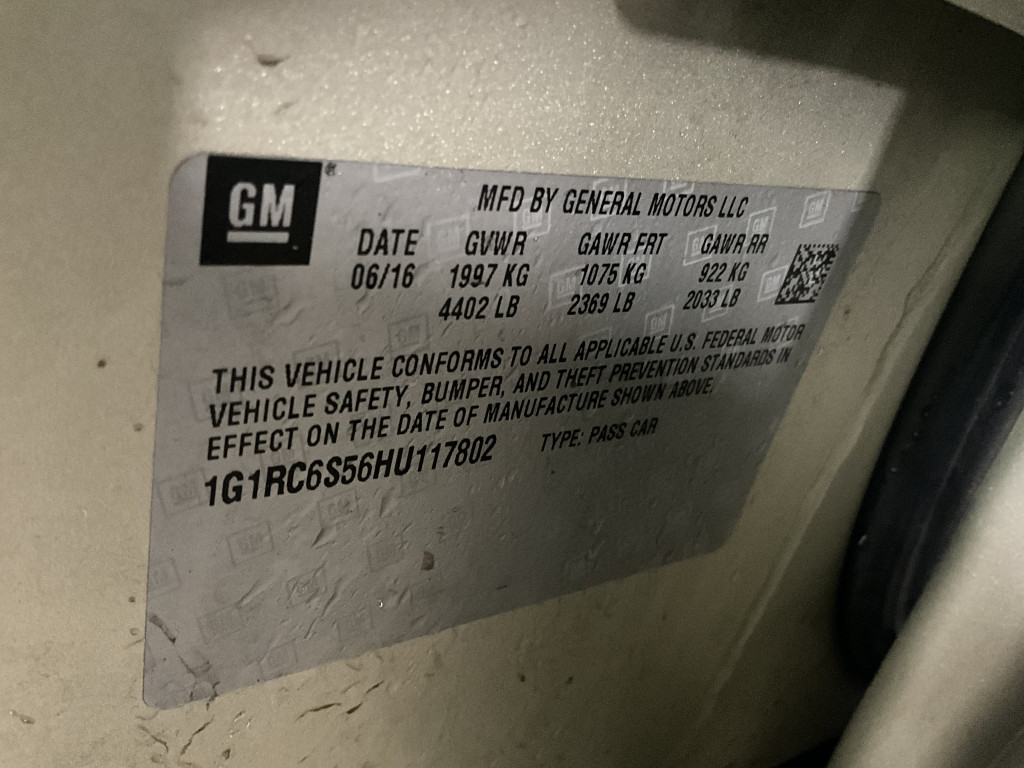 GM
MFD BY GENERAL MOTORS LLC
DATE GVWR GAWR FRT GAWR RR
06/16 1997 KG 1075 KG 922 KG
4402 LB 2369 LB 2033 LB
THIS VEHICLE CONFORMS TO ALL APPLICABLE U.S. FEDERAL MOTOR
VEHICLE SAFETY, BUMPER, AND THEFT PREVENTION STANDARDS IN
EFFECT ON THE DATE OF MANUFACTURE SHOWN ABOVE.
1G1RC6S56HU117802 TYPE: PASS CAR